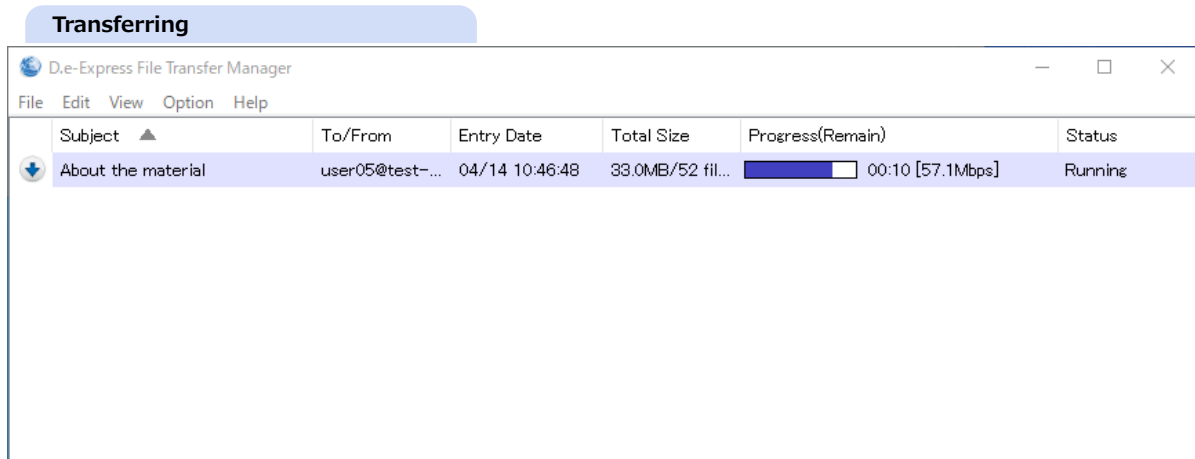 Transferring
D.e-Express File Transfer Manager
File Edit View Option Help
Subject To/From Entry Date Total Size Progress(Remain) Status
About the material user05@test-... 04/14 10:46:48 33.0MB/52 fil... 00:10 [57.1Mbps] Running